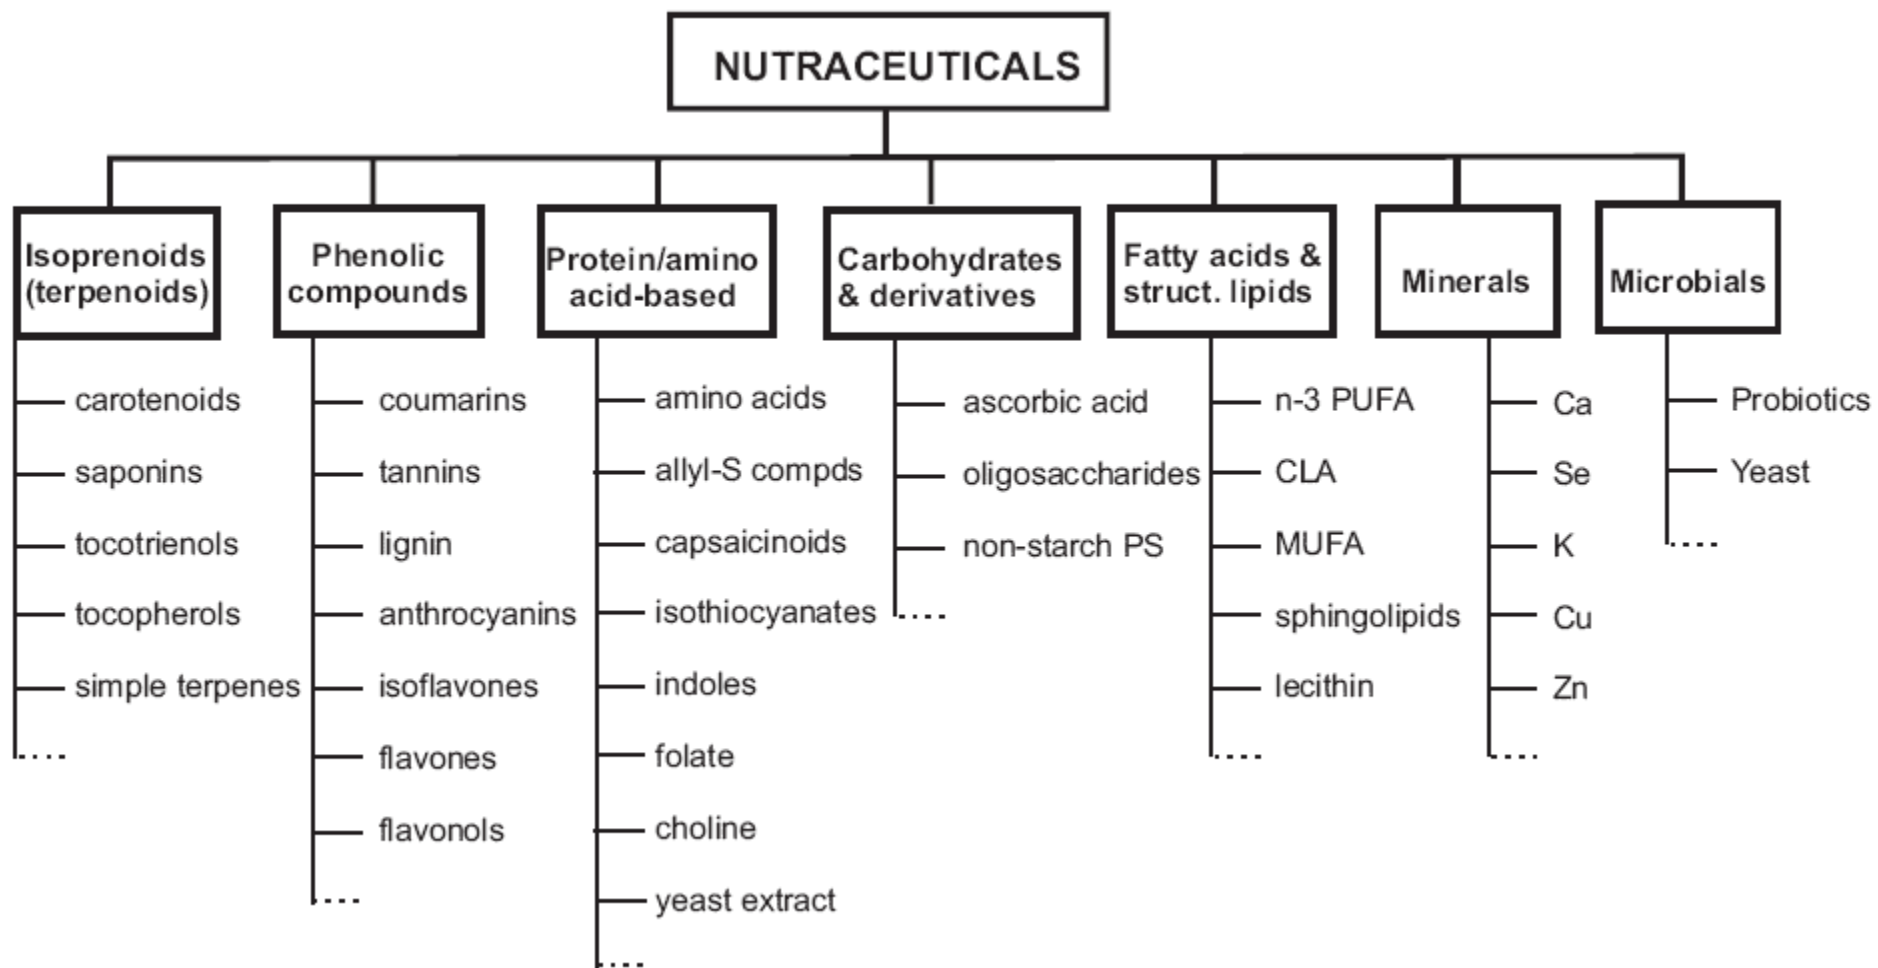 NUTRACEUTICALS
Isoprenoids
(terpenoids)
carotenoids
saponins
tocotrienols
tocopherols
simple terpenes
Phenolic
compounds
coumarins
tannins
lignin
anthrocyanins
isoflavones
flavones
flavonols
Protein/amino
acid-based
amino acids
allyl-S compds
capsaicinoids
isothiocyanates
indoles
folate
choline
yeast extract
Carbohydrates
& derivatives
ascorbic acid
oligosaccharides
non-starch PS
Fatty acids &
struct. lipids
n-3 PUFA
CLA
MUFA
sphingolipids
lecithin
Minerals
Ca
Se
K
Cu
Zn
Microbials
Probiotics
Yeast